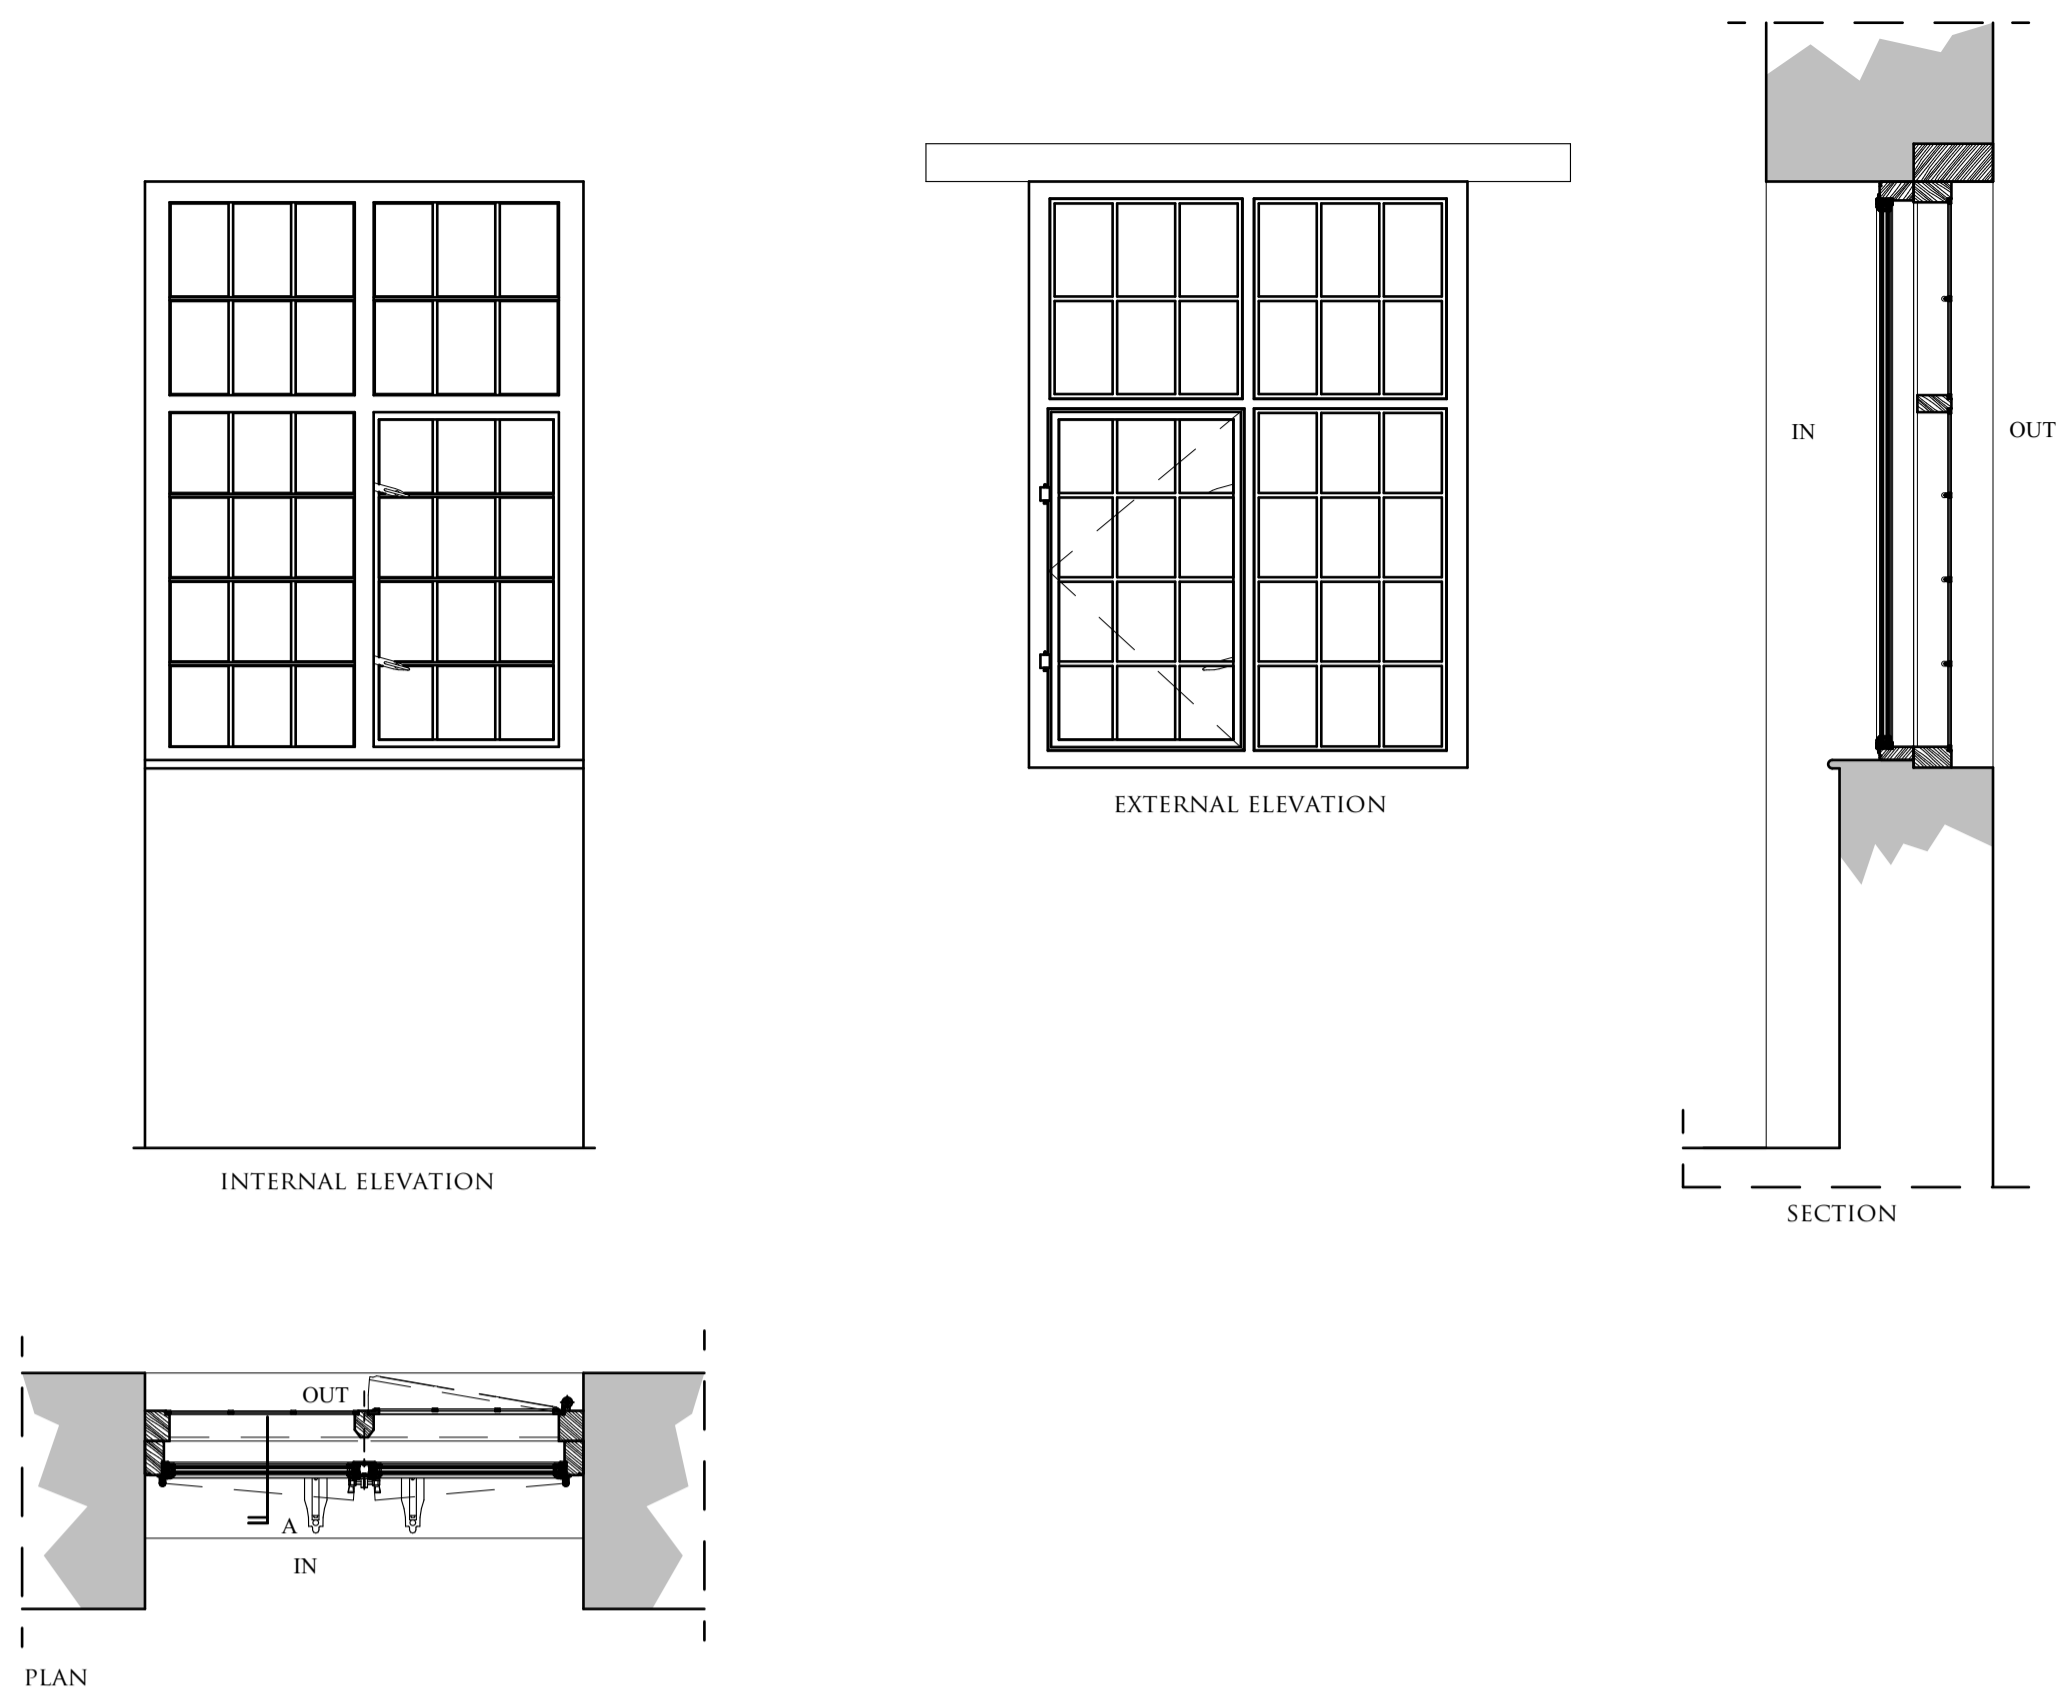 IN
OUT
EXTERNAL ELEVATION
INTERNAL ELEVATION
SECTION
OUT
A
IN
PLAN